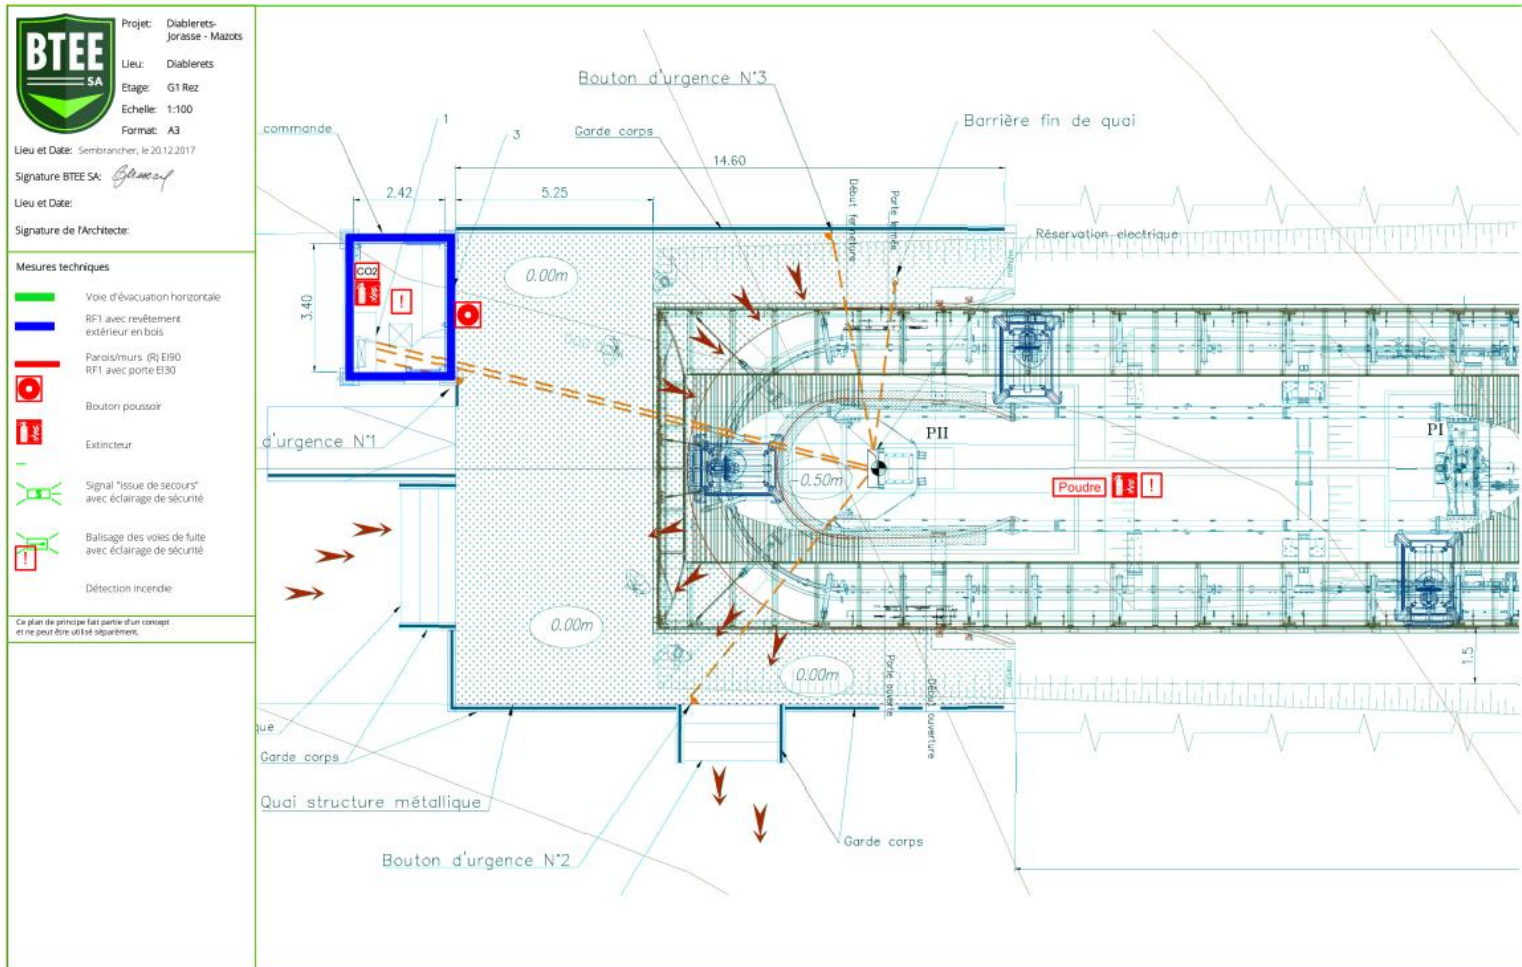 BTEE
SA
Projet: Diablerets-
Jorasse - Mazots
Lieu: Diablerets
Etage: G1 Rez
Echelle: 1:100
Format: A3
Lieu et Date: Sembrancher, le 20.12.2017
Signature BTEE SA:
Lieu et Date:
Signature de l'Architecte:
Mesures techniques
Voie d'évacuation horizontale
RF1 avec revêtement
extérieur en bois
Parois/murs (R) EI90
RF1 avec porte EI30
Bouton poussoir
Extincteur
Signal "issue de secours"
avec éclairage de sécurité
Balisage des voies de fuite
avec éclairage de sécurité
!
Détection incendie
Ce plan de principe fait partie d'un concept
et ne peut être utilisé séparément.
commande
1
3
Garde corps
Bouton d'urgence N°3
Barrière fin de quai
14.60
2.42
5.25
Début fermeture
Porte fermée
Réservation electrique
0.00m
CO2
!
3.40
d'urgence N°1
PII
PI
-0.50m
Poudre
!
0.00m
0.00m
Porte ouverte
Début ouverture
1.5
que
Garde corps
Quai structure métallique
Bouton d'urgence N°2
Garde corps